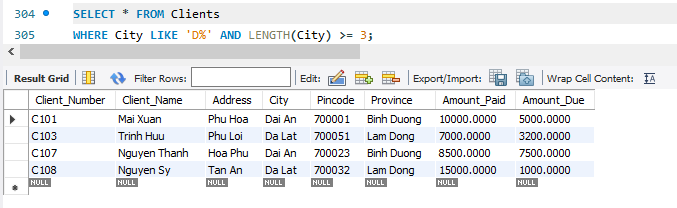 304 SELECT * FROM Clients
305 WHERE City LIKE 'D%' AND LENGTH(City) >= 3;
Result Grid Filter Rows: Edit: Export/Import: Wrap Cell Content: IA
Client_Number Client_Name Address City Pincode Province Amount_Paid Amount_Due
C101 Mai Xuan Phu Hoa Dai An 700001 Binh Duong 10000.0000 5000.0000
C103 Trinh Huu Phu Loi Da Lat 700051 Lam Dong 7000.0000 3200.0000
C107 Nguyen Thanh Hoa Phu Dai An 700023 Binh Duong 8500.0000 7500.0000
C108 Nguyen Sy Tan An Da Lat 700032 Lam Dong 15000.0000 1000.0000
NULL NULL NULL NULL NULL NULL NULL NULL